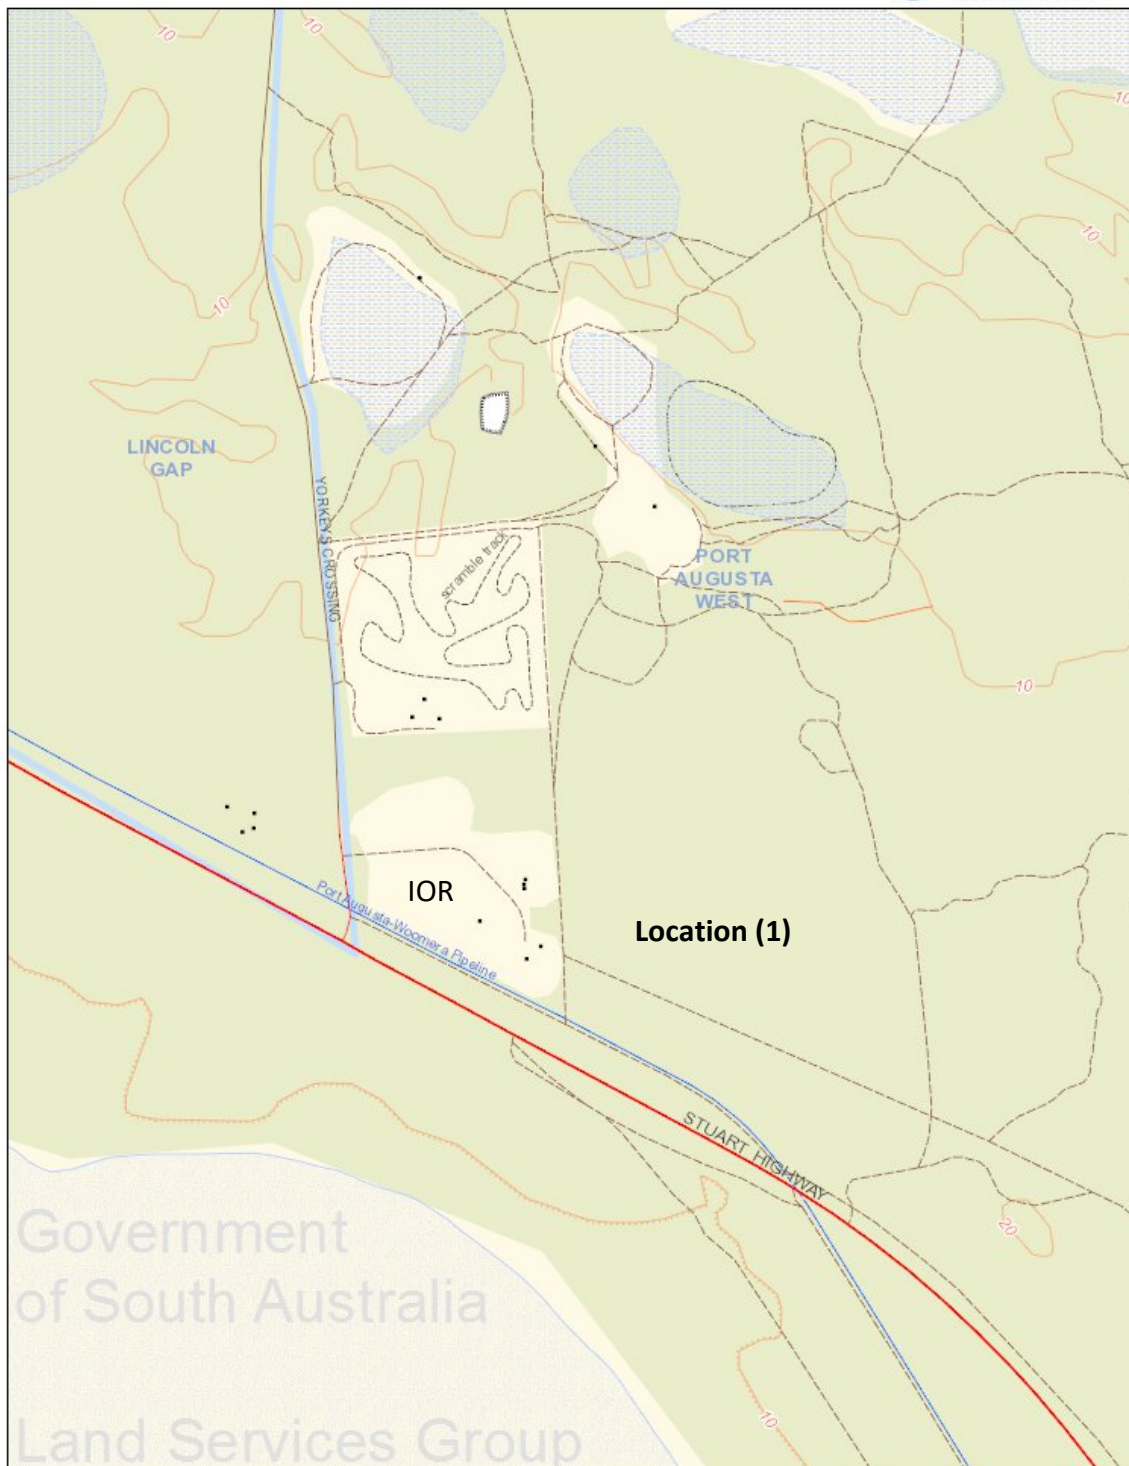 10
10
10
10
10
LINCOLN
GAP
YORKEYS CROSSING
scramble track
PORT
AUGUSTA
WEST
10
IOR
Port Augusta-Woomera Pipeline
Location (1)
STUART HIGHWAY
20
Government
of South Australia
10
Land Services Group